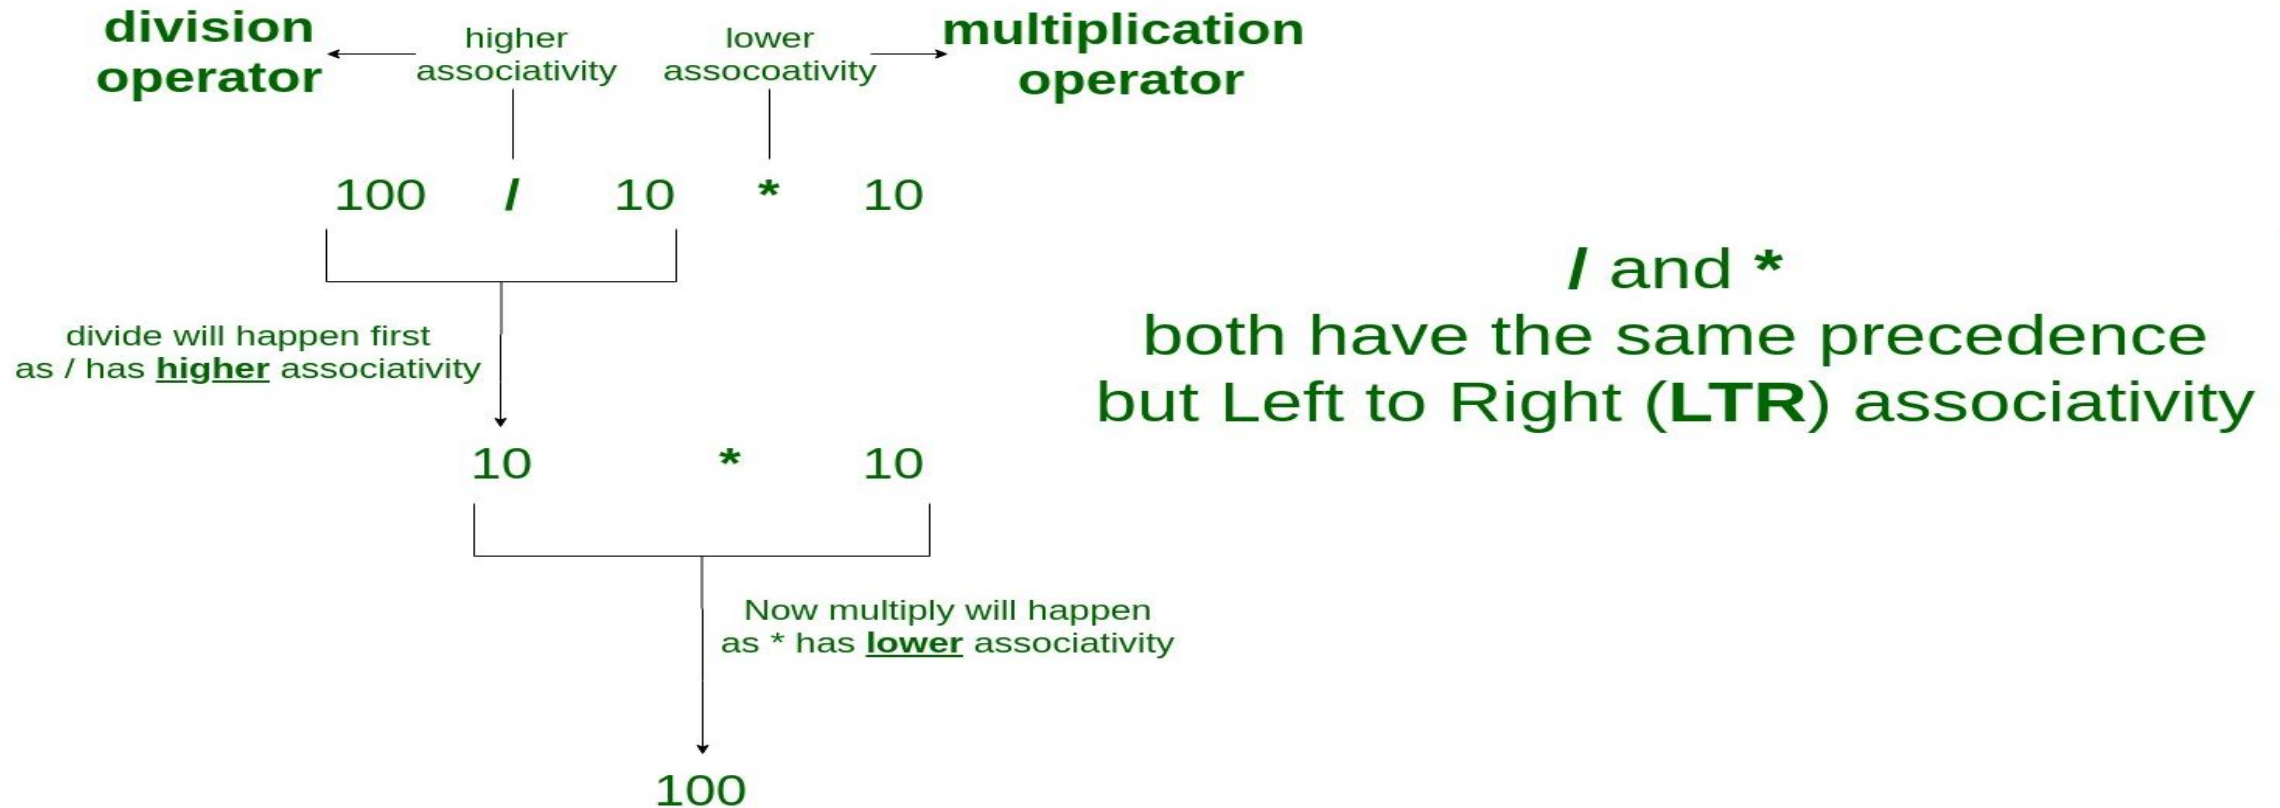 division
operator
higher
associativity
lower
assocoativity
multiplication
operator
100 / 10 * 10
divide will happen first
as / has higher associativity
10 * 10
Now multiply will happen
as * has lower associativity
100
/ and *
both have the same precedence
but Left to Right (LTR) associativity